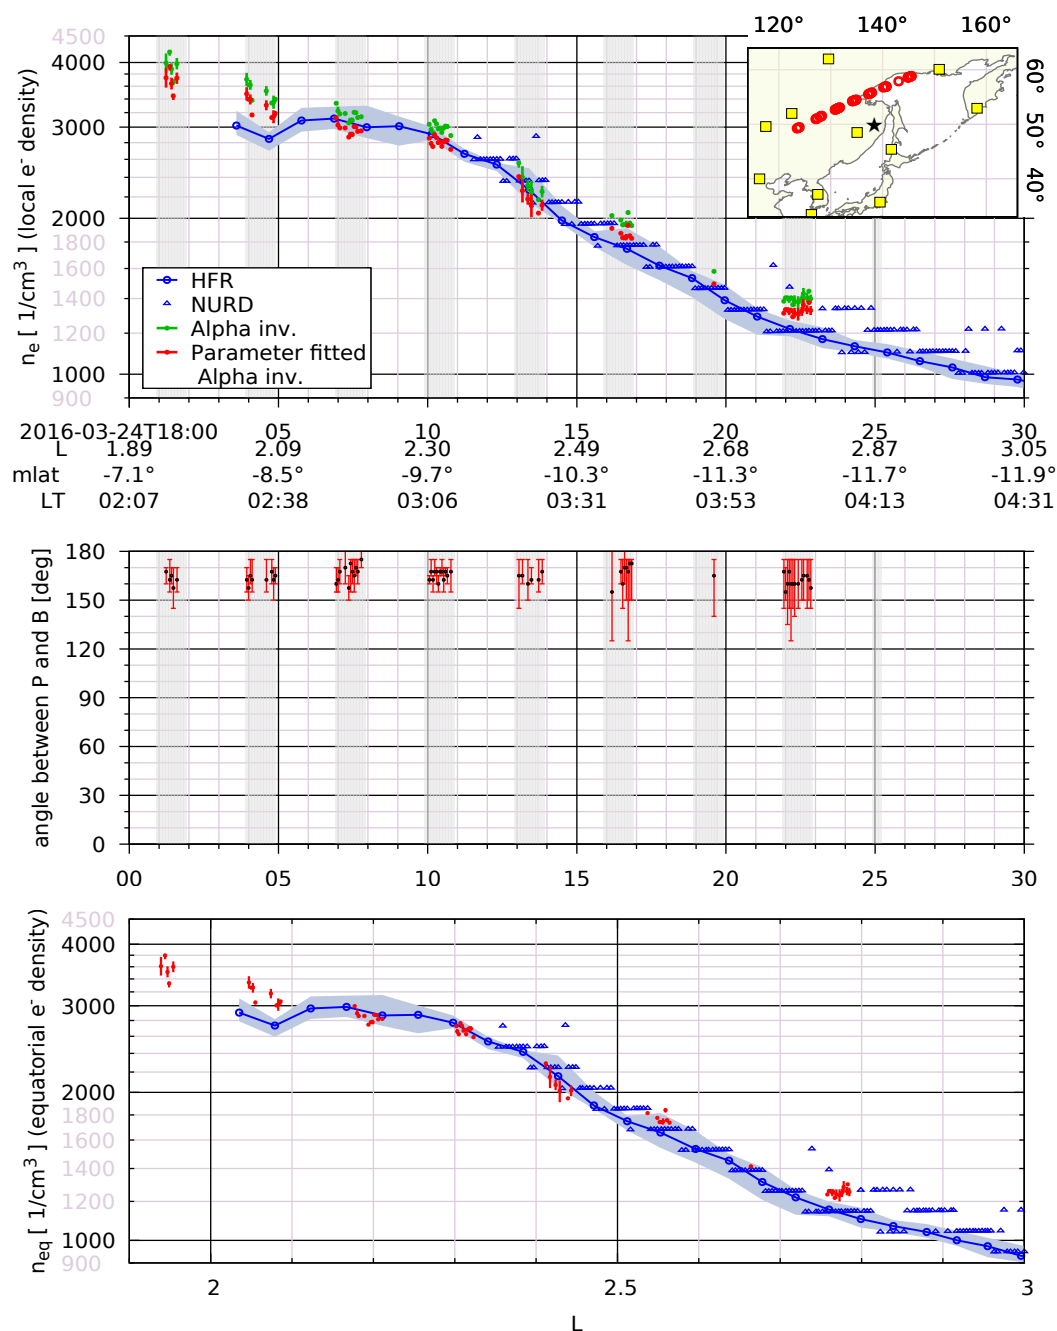 120° 140° 160°
4500
4000
3000
2000
1800
1600
1400
1200
1000
900
60°
50°
40°
nₑ [ 1/cm³ ] (local e⁻ density)
HFR
NURD
Alpha inv.
Parameter fitted
Alpha inv.
2016-03-24T18:00 05 10 15 20 25 30
L 1.89 2.09 2.30 2.49 2.68 2.87 3.05
mlat -7.1° -8.5° -9.7° -10.3° -11.3° -11.7° -11.9°
LT 02:07 02:38 03:06 03:31 03:53 04:13 04:31
angle between P and B [deg]
180
150
120
90
60
30
0
00 05 10 15 20 25 30
n_eq [ 1/cm³ ] (equatorial e⁻ density)
4500
4000
3000
2000
1800
1600
1400
1200
1000
900
2 2.5 3
L